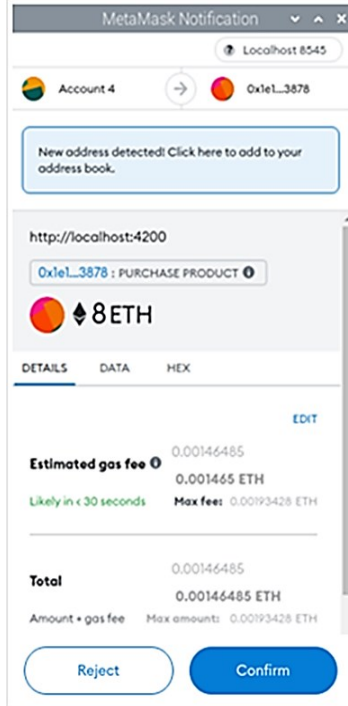 MetaMask Notification
Localhost 8545
Account 4
0x1e1...3878
New address detected! Click here to add to your
address book.
http://localhost:4200
0x1e1...3878 : PURCHASE PRODUCT
8 ETH
DETAILS DATA HEX
EDIT
0.00146485
Estimated gas fee 0.001465 ETH
Likely in < 30 seconds Max fee: 0.00193428 ETH
0.00146485
Total 0.00146485 ETH
Amount + gas fee Max amount: 0.00193428 ETH
Reject Confirm